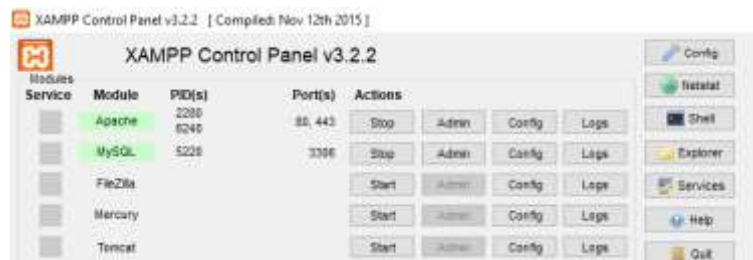 XAMPP Control Panel v3.2.2 [ Compiled: Nov 12th 2015 ]
XAMPP Control Panel v3.2.2
Config
Modules
Netstat
Service Module PID(s) Port(s) Actions
Apache 2280 6240 80, 443 Stop Admin Config Logs
Shell
MySQL 5228 3306 Stop Admin Config Logs
Explorer
FileZilla Start Admin Config Logs
Services
Mercury Start Admin Config Logs
Help
Tomcat Start Admin Config Logs
Quit